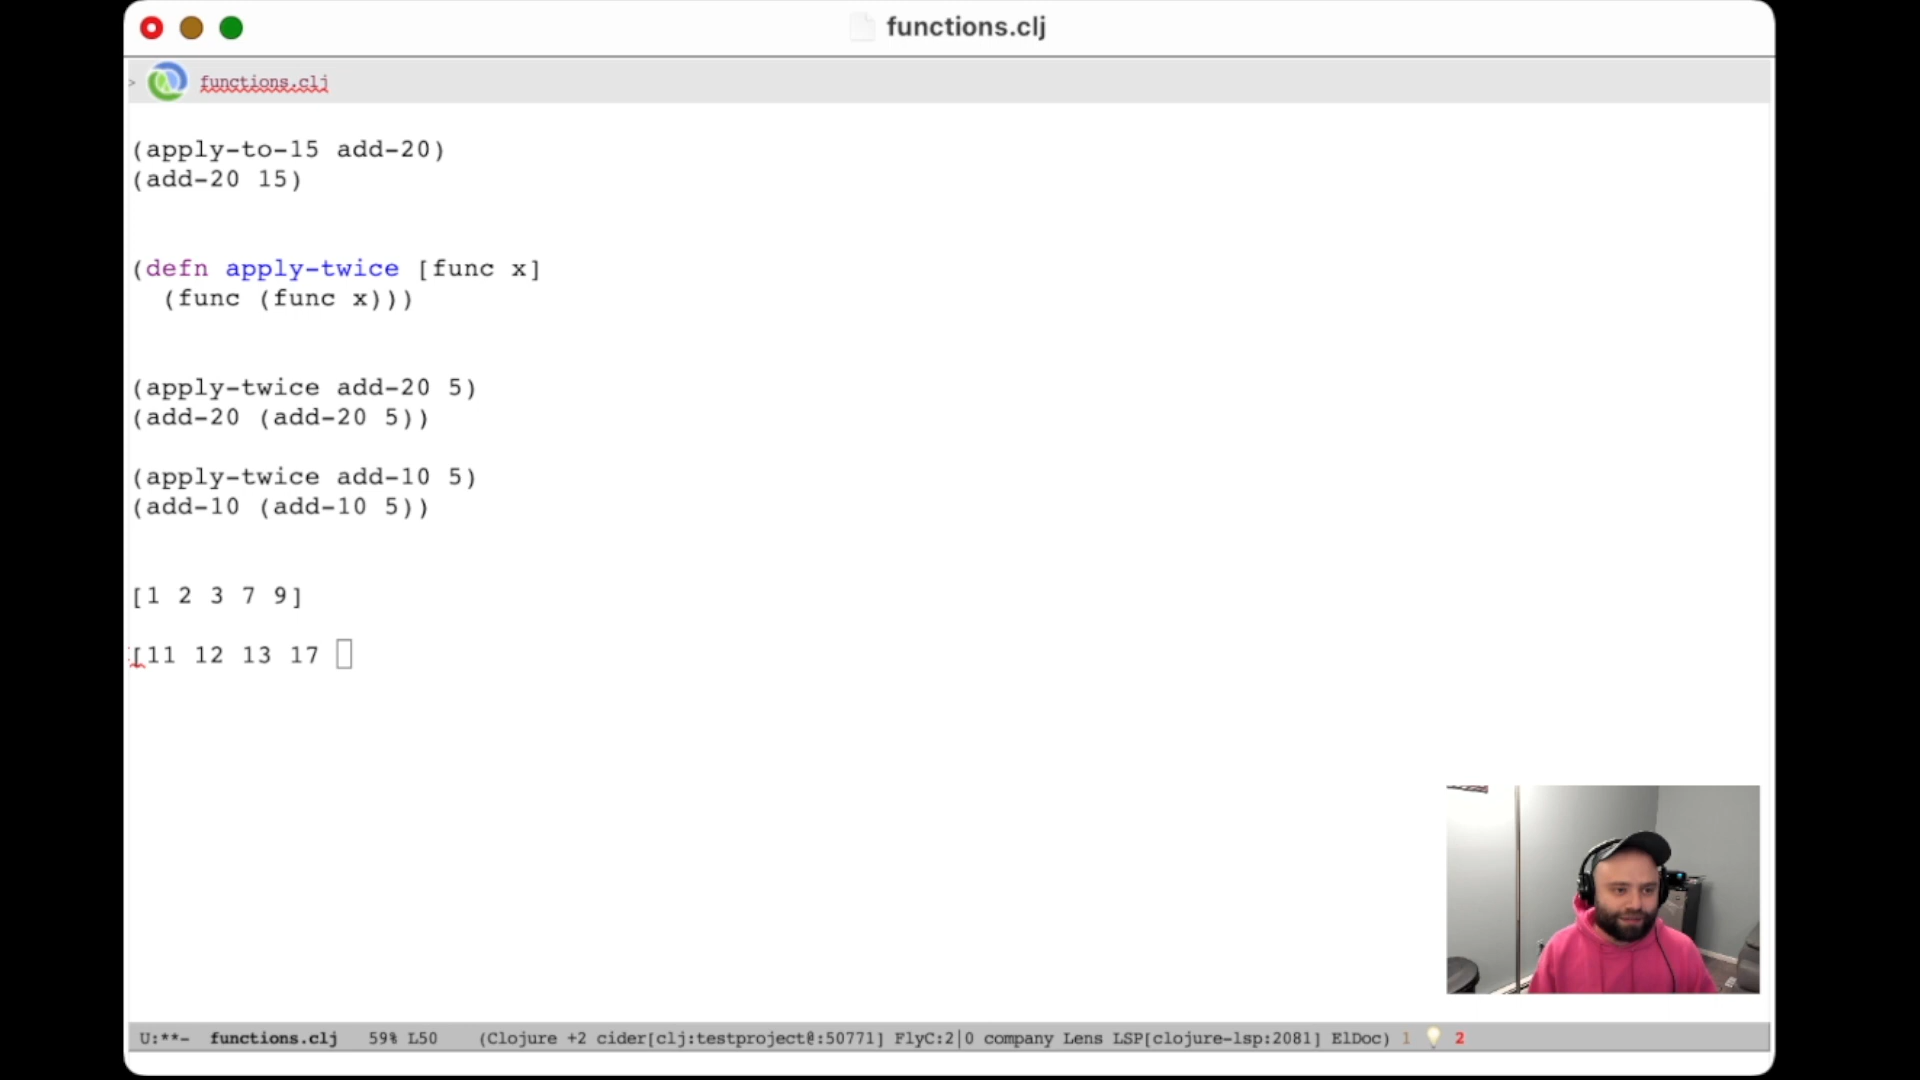 functions.clj
> functions.clj
(apply-to-15 add-20)
(add-20 15)
(defn apply-twice [func x]
(func (func x)))
(apply-twice add-20 5)
(add-20 (add-20 5))
(apply-twice add-10 5)
(add-10 (add-10 5))
[1 2 3 7 9]
[11 12 13 17
U:**- functions.clj 59% L50 (Clojure +2 cider[clj:testproject@:50771] FlyC:2|0 company Lens LSP[clojure-lsp:2081] ElDoc) 1 2